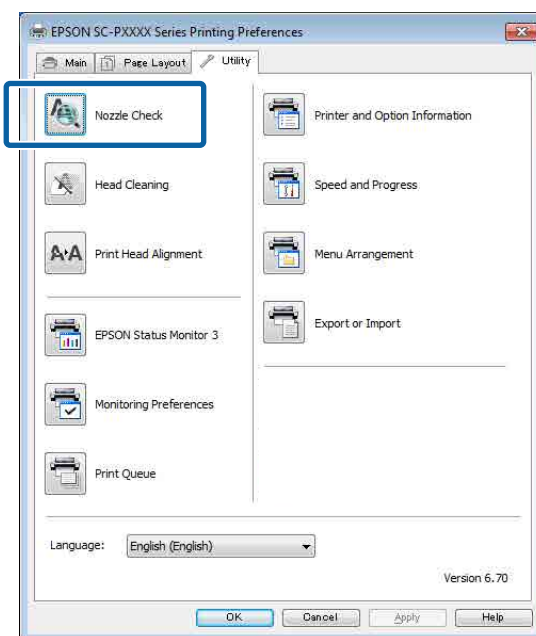 EPSON SC-PXXXX Series Printing Preferences
Main
Page Layout
Utility
Nozzle Check
Printer and Option Information
Head Cleaning
Speed and Progress
A A Print Head Alignment
Menu Arrangement
EPSON Status Monitor 3
Export or Import
Monitoring Preferences
Print Queue
Language:
English (English)
Version 6.70
OK
Cancel
Apply
Help